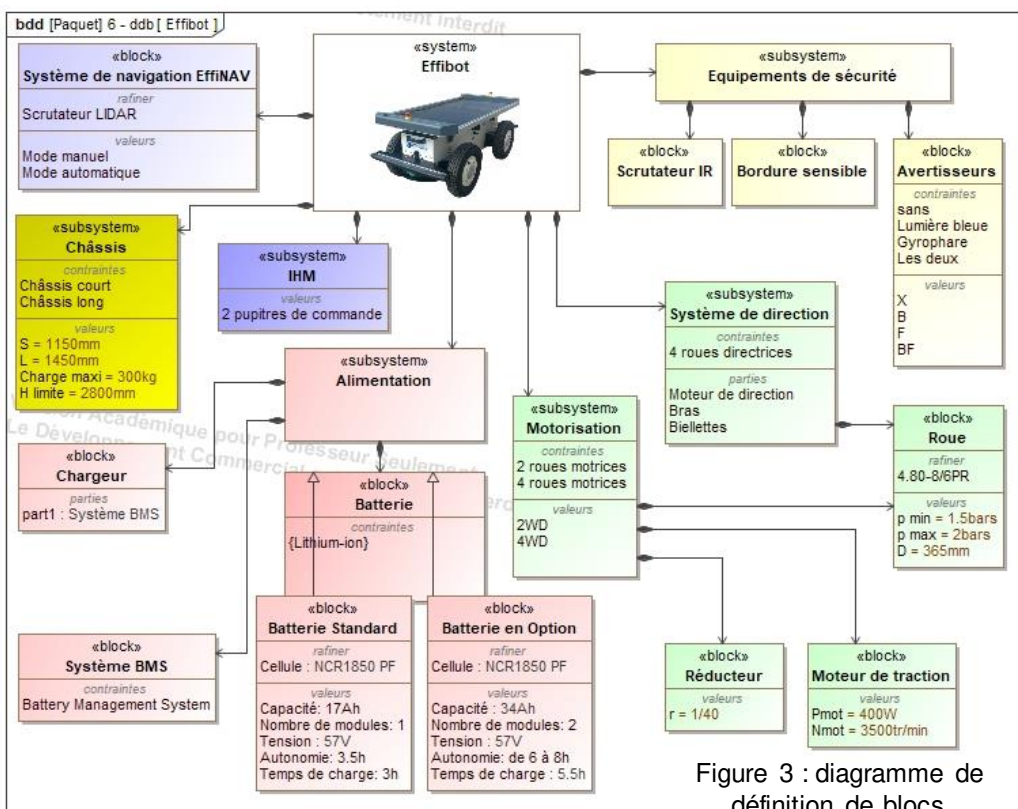 bdd [Paquet] 6 - ddb [ Effibot ]
interdit
«block»
Système de navigation EffiNAV
rafiner
Scrutateur LIDAR
valeurs
Mode manuel
Mode automatique
«system»
Effibot
«subsystem»
Equipements de sécurité
«block»
Scrutateur IR
«block»
Bordure sensible
«block»
Avertisseurs
contraintes
sans
Lumière bleue
Gyrophare
Les deux
valeurs
X
B
F
BF
«subsystem»
Châssis
contraintes
Châssis court
Châssis long
valeurs
S = 1150mm
L = 1450mm
Charge maxi = 300kg
H limite = 2800mm
«subsystem»
IHM
valeurs
2 pupitres de commande
«subsystem»
Système de direction
contraintes
4 roues directrices
parties
Moteur de direction
Bras
Biellettes
«subsystem»
Alimentation
Académique pour Professeur seulement
Le Développement Commercial
«subsystem»
Motorisation
contraintes
2 roues motrices
4 roues motrices
valeurs
2WD
4WD
«block»
Roue
rafiner
4.80-8/6PR
valeurs
p min = 1.5bars
p max = 2bars
D = 365mm
«block»
Chargeur
parties
part1 : Système BMS
«block»
Batterie
contraintes
{Lithium-ion}
«block»
Système BMS
contraintes
Battery Management System
«block»
Batterie Standard
rafiner
Cellule : NCR1850 PF
valeurs
Capacité: 17Ah
Nombre de modules: 1
Tension : 57V
Autonomie: 3.5h
Temps de charge: 3h
«block»
Batterie en Option
rafiner
Cellule : NCR1850 PF
valeurs
Capacité : 34Ah
Nombre de modules: 2
Tension : 57V
Autonomie: de 6 à 8h
Temps de charge : 5.5h
«block»
Réducteur
valeurs
r = 1/40
«block»
Moteur de traction
valeurs
Pmot = 400W
Nmot = 3500tr/min
Figure 3 : diagramme de
définition de blocs